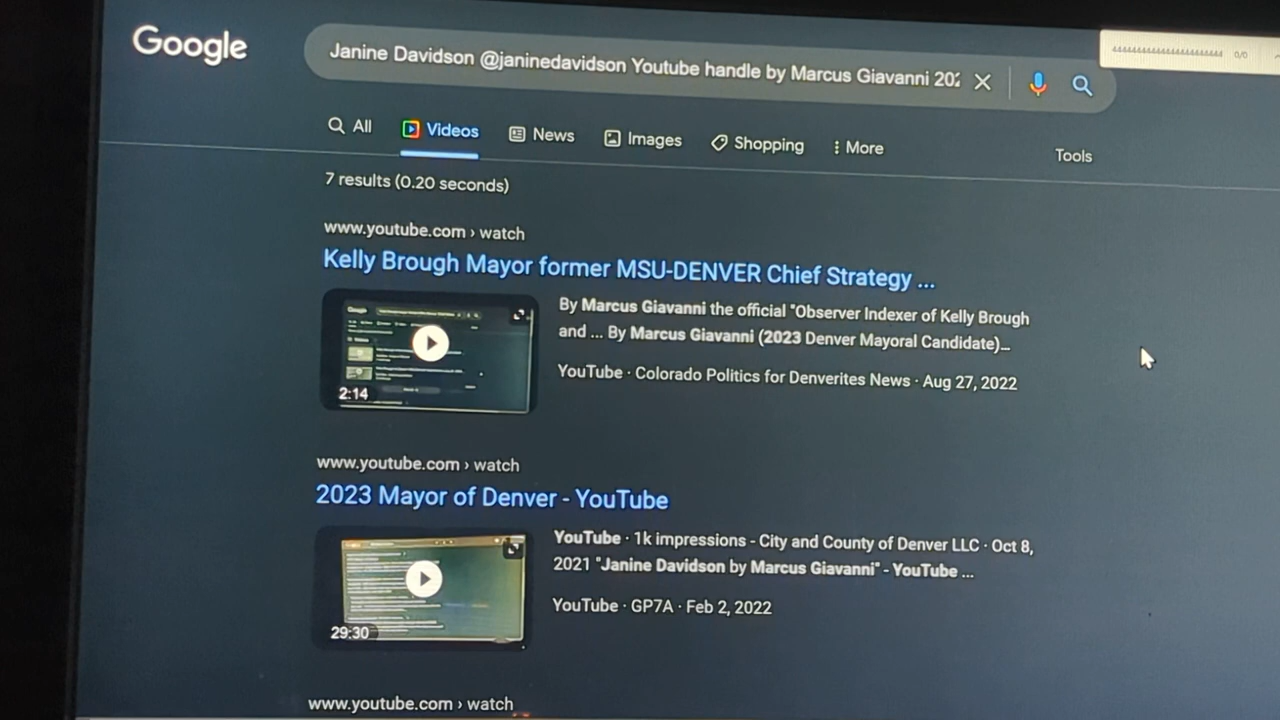 Google
Janine Davidson @janinedavidson Youtube handle by Marcus Giavanni 202
0/0
All
Videos
News
Images
Shopping
More
Tools
7 results (0.20 seconds)
www.youtube.com › watch
Kelly Brough Mayor former MSU-DENVER Chief Strategy ...
By Marcus Giavanni the official "Observer Indexer of Kelly Brough
and ... By Marcus Giavanni (2023 Denver Mayoral Candidate)...
2:14
YouTube · Colorado Politics for Denverites News · Aug 27, 2022
www.youtube.com › watch
2023 Mayor of Denver - YouTube
YouTube · 1k impressions - City and County of Denver LLC · Oct 8,
2021 "Janine Davidson by Marcus Giavanni" - YouTube ...
29:30
YouTube · GP7A · Feb 2, 2022
www.youtube.com › watch